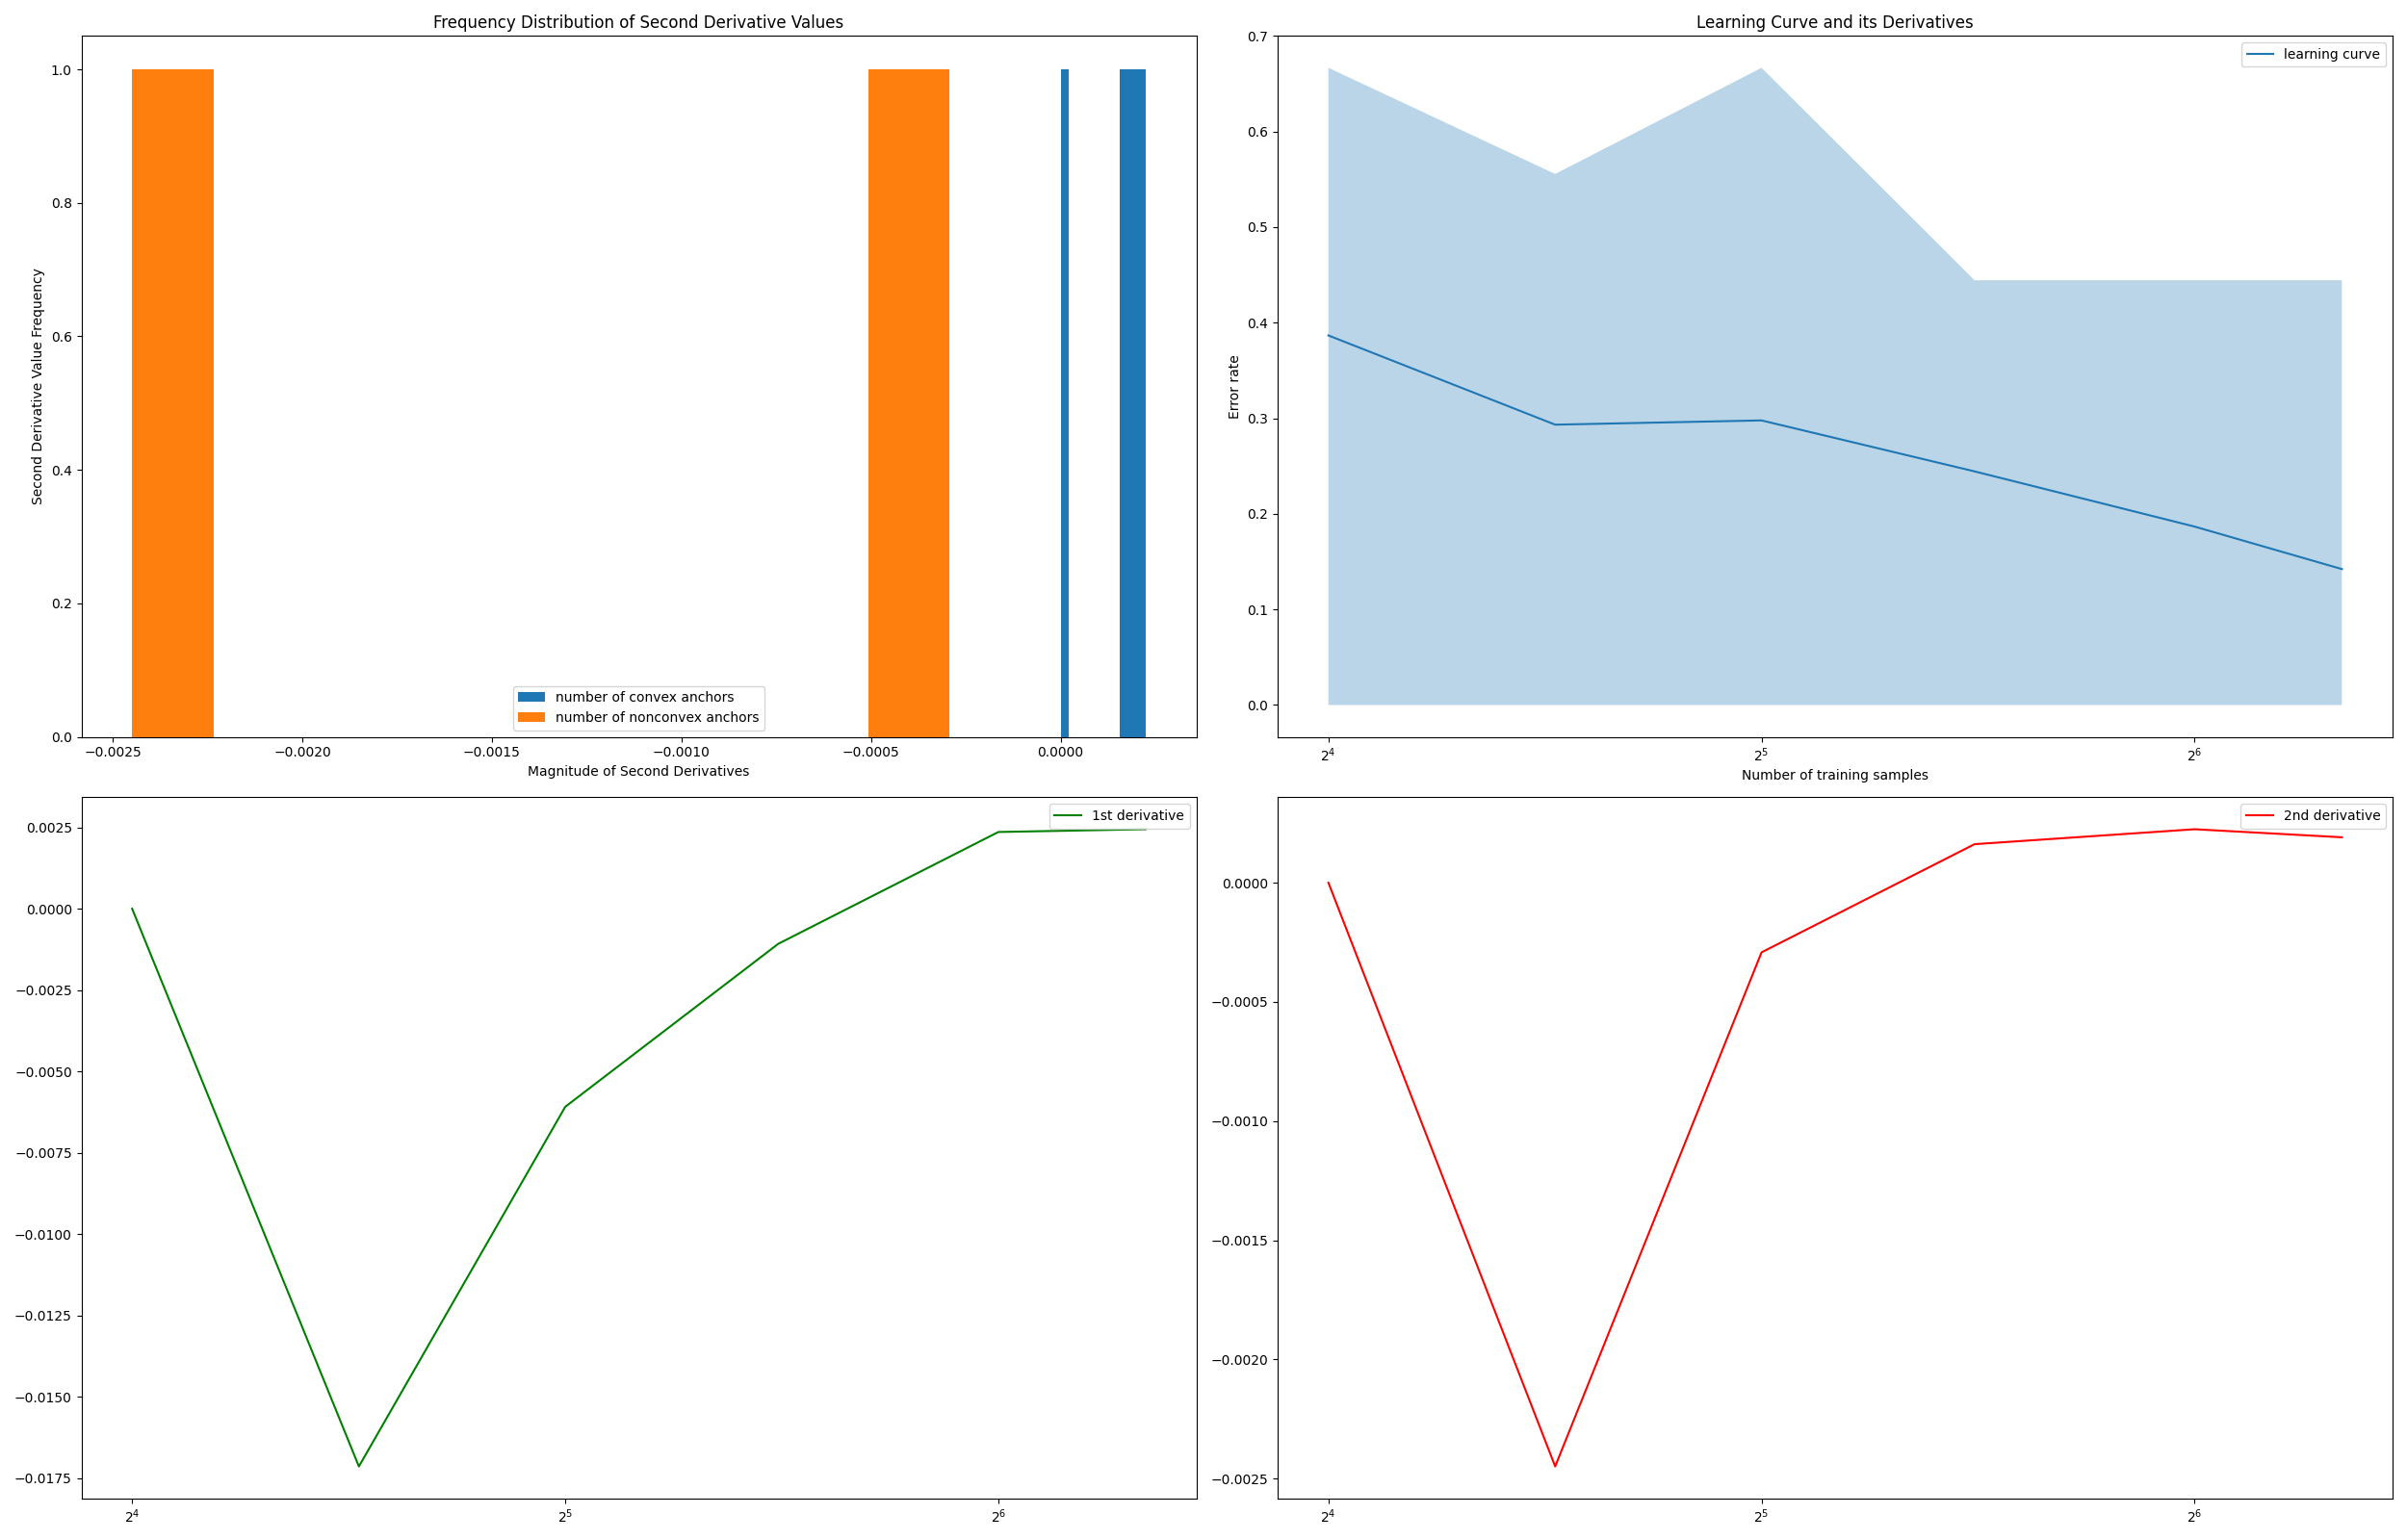 Frequency Distribution of Second Derivative Values
1.0
0.8
0.6
0.4
0.2
0.0
Second Derivative Value Frequency
number of convex anchors
number of nonconvex anchors
−0.0025 −0.0020 −0.0015 −0.0010 −0.0005 0.0000
Magnitude of Second Derivatives
Learning Curve and its Derivatives
learning curve
0.7
0.6
0.5
0.4
0.3
0.2
0.1
0.0
Error rate
2⁴ 2⁵ 2⁶
Number of training samples
1st derivative
0.0025
0.0000
−0.0025
−0.0050
−0.0075
−0.0100
−0.0125
−0.0150
−0.0175
2⁴ 2⁵ 2⁶
2nd derivative
0.0000
−0.0005
−0.0010
−0.0015
−0.0020
−0.0025
2⁴ 2⁵ 2⁶